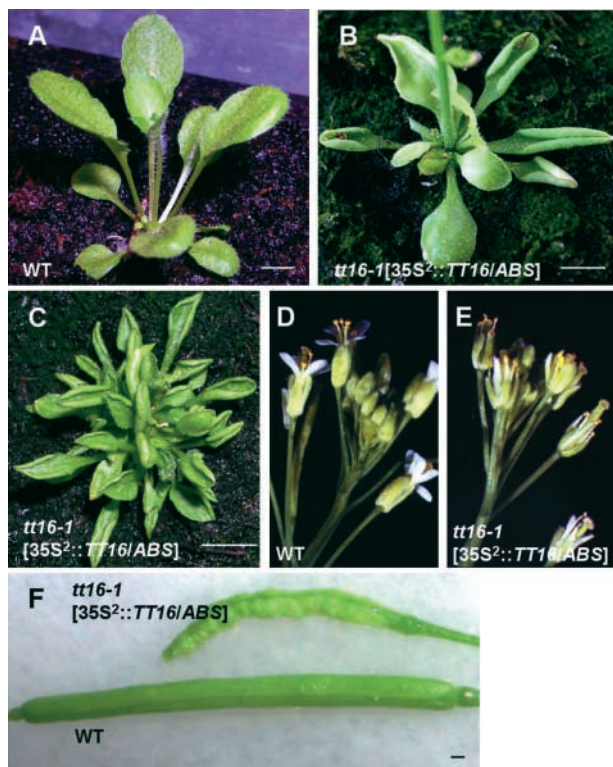 A
WT
B
tt16-1[35S²::TT16/ABS]
C
tt16-1
[35S²::TT16/ABS]
D
WT
E
tt16-1
[35S²::TT16/ABS]
F
tt16-1
[35S²::TT16/ABS]
WT